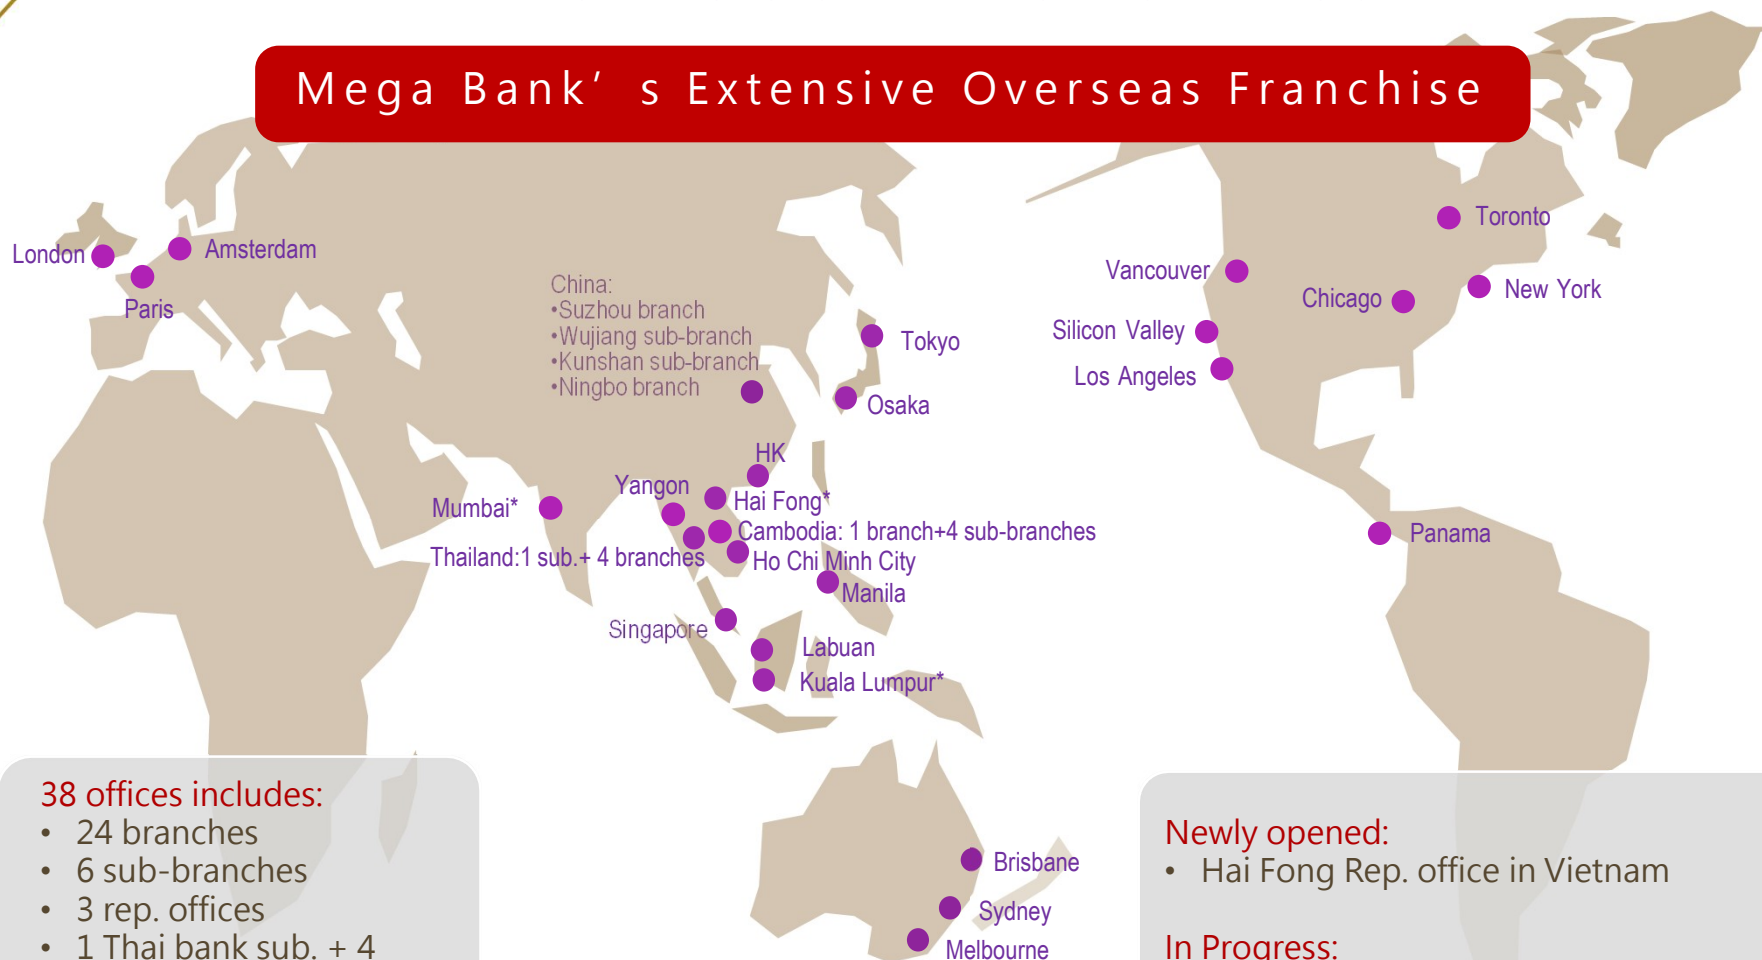 Mega Bank’s Extensive Overseas Franchise
London
Amsterdam
Paris
China:
•Suzhou branch
•Wujiang sub-branch
•Kunshan sub-branch
•Ningbo branch
Tokyo
Osaka
HK
Yangon
Hai Fong*
Mumbai*
Cambodia: 1 branch+4 sub-branches
Thailand:1 sub.+ 4 branches
Ho Chi Minh City
Manila
Singapore
Labuan
Kuala Lumpur*
Toronto
Vancouver
Chicago
New York
Silicon Valley
Los Angeles
Panama
Brisbane
Sydney
Melbourne
38 offices includes:
• 24 branches
• 6 sub-branches
• 3 rep. offices
• 1 Thai bank sub. + 4
Newly opened:
• Hai Fong Rep. office in Vietnam
In Progress: